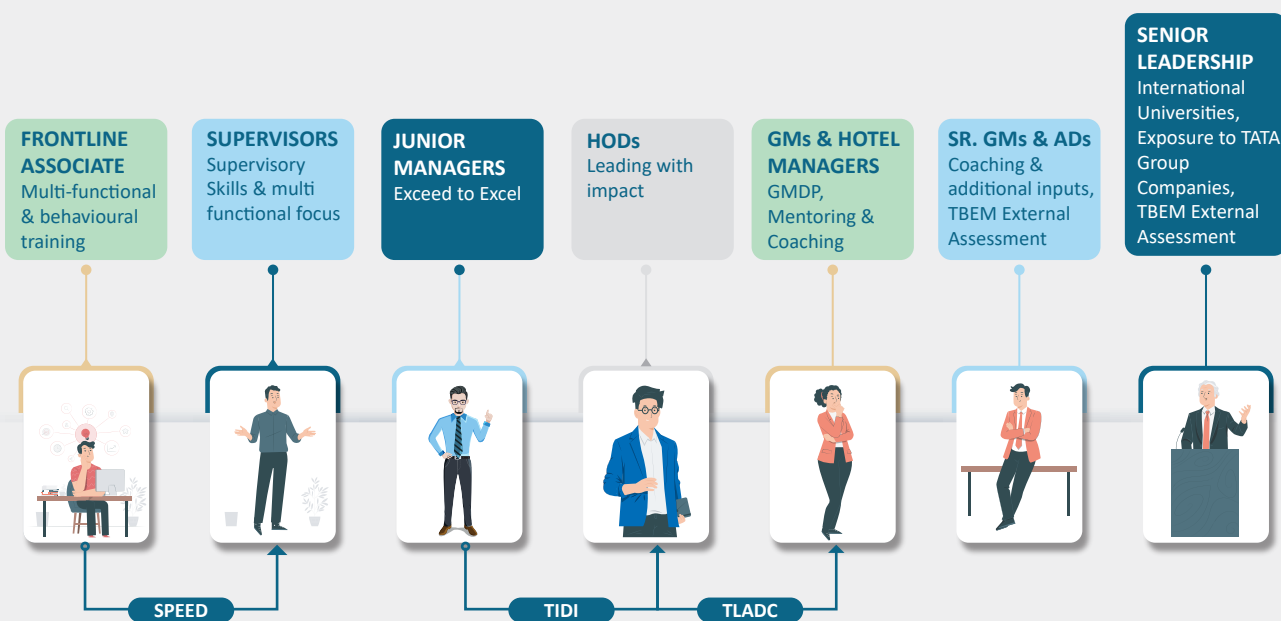 FRONTLINE
ASSOCIATE
Multi-functional
& behavioural
training
SUPERVISORS
Supervisory
Skills & multi
functional focus
JUNIOR
MANAGERS
Exceed to Excel
HODs
Leading with
impact
GMs & HOTEL
MANAGERS
GMDP,
Mentoring &
Coaching
SR. GMs & ADs
Coaching &
additional inputs,
TBEM External
Assessment
SENIOR
LEADERSHIP
International
Universities,
Exposure to TATA
Group
Companies,
TBEM External
Assessment
SPEED
TIDI
TLADC